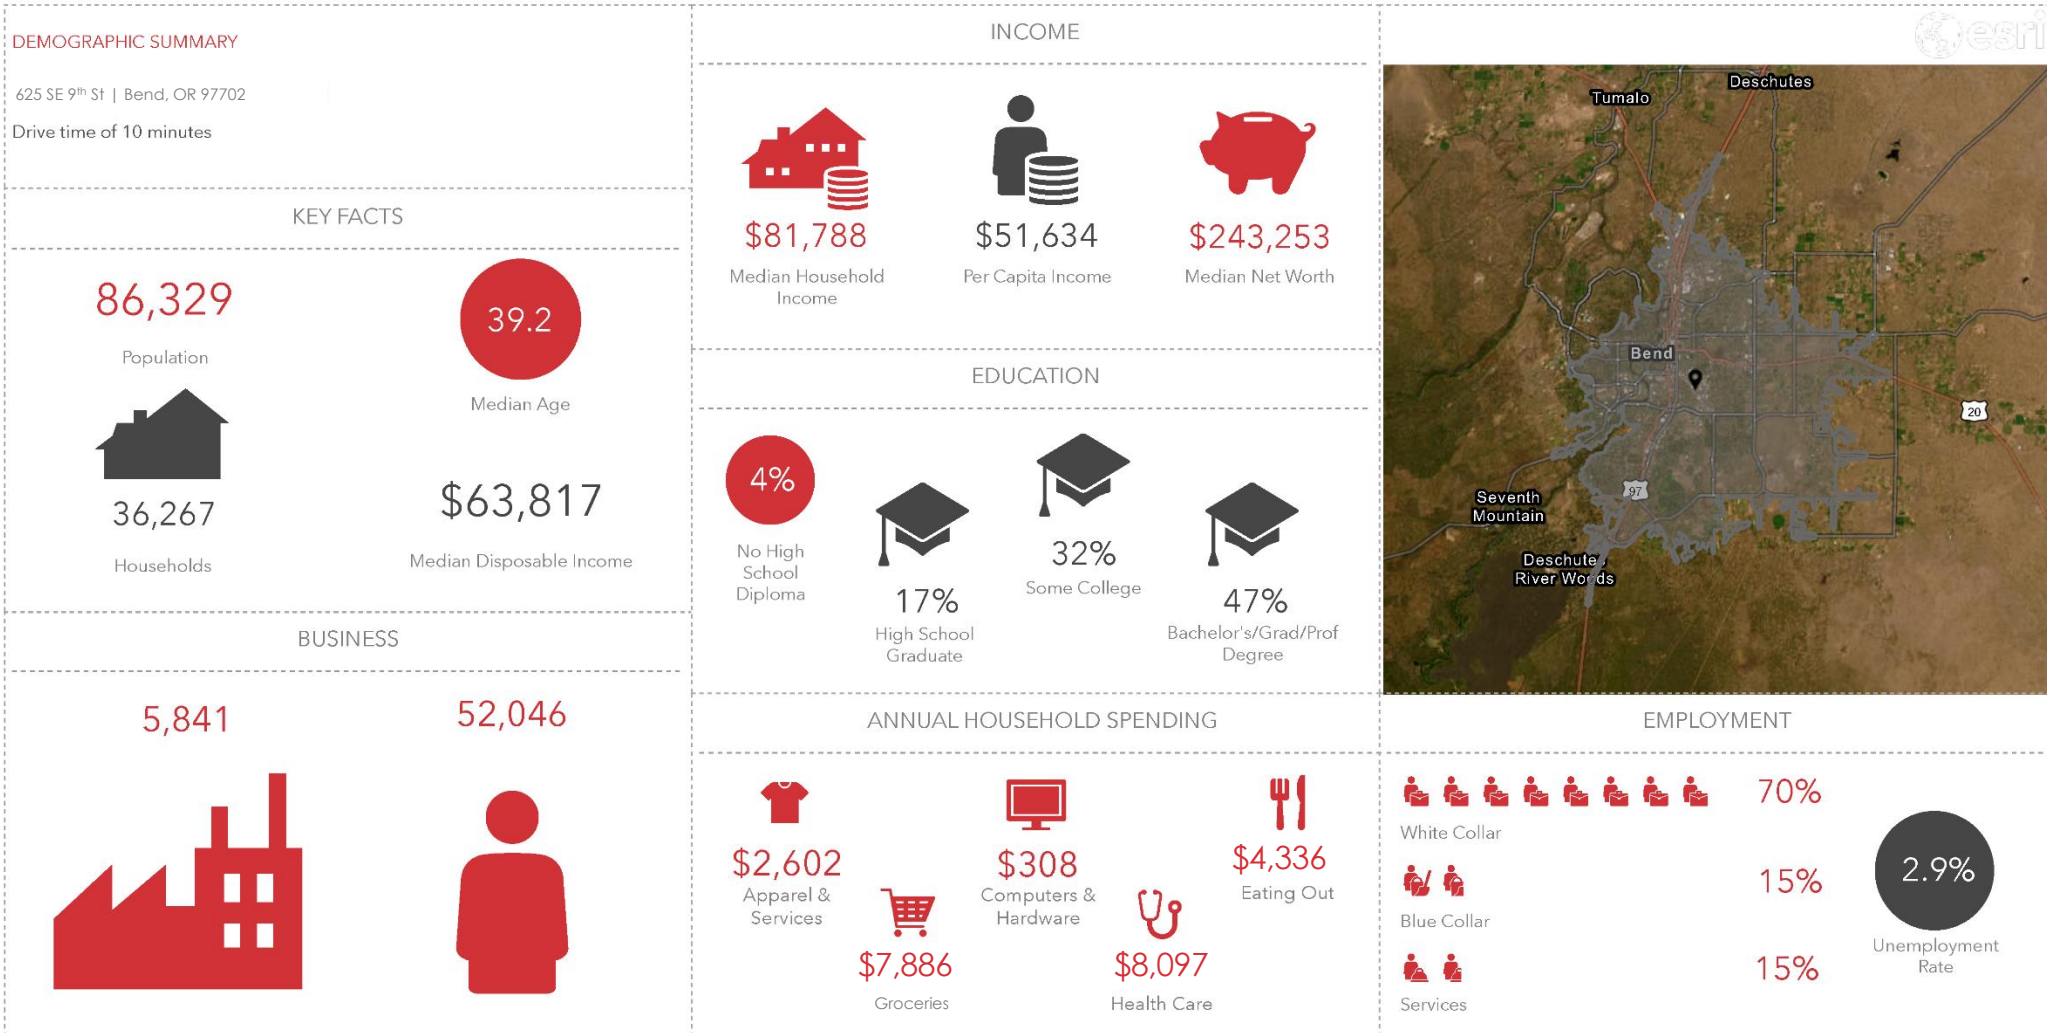 DEMOGRAPHIC SUMMARY
625 SE 9th St | Bend, OR 97702
Drive time of 10 minutes
KEY FACTS
86,329
Population
39.2
Median Age
36,267
Households
$63,817
Median Disposable Income
BUSINESS
5,841
52,046
INCOME
$81,788
Median Household
Income
$51,634
Per Capita Income
$243,253
Median Net Worth
EDUCATION
4%
No High
School
Diploma
17%
High School
Graduate
32%
Some College
47%
Bachelor's/Grad/Prof
Degree
ANNUAL HOUSEHOLD SPENDING
$2,602
Apparel &
Services
$7,886
Groceries
$308
Computers &
Hardware
$8,097
Health Care
$4,336
Eating Out
esri
Deschutes
Tumalo
Bend
20
97
Seventh
Mountain
Deschute
River Woods
EMPLOYMENT
70%
White Collar
15%
Blue Collar
15%
Services
2.9%
Unemployment
Rate